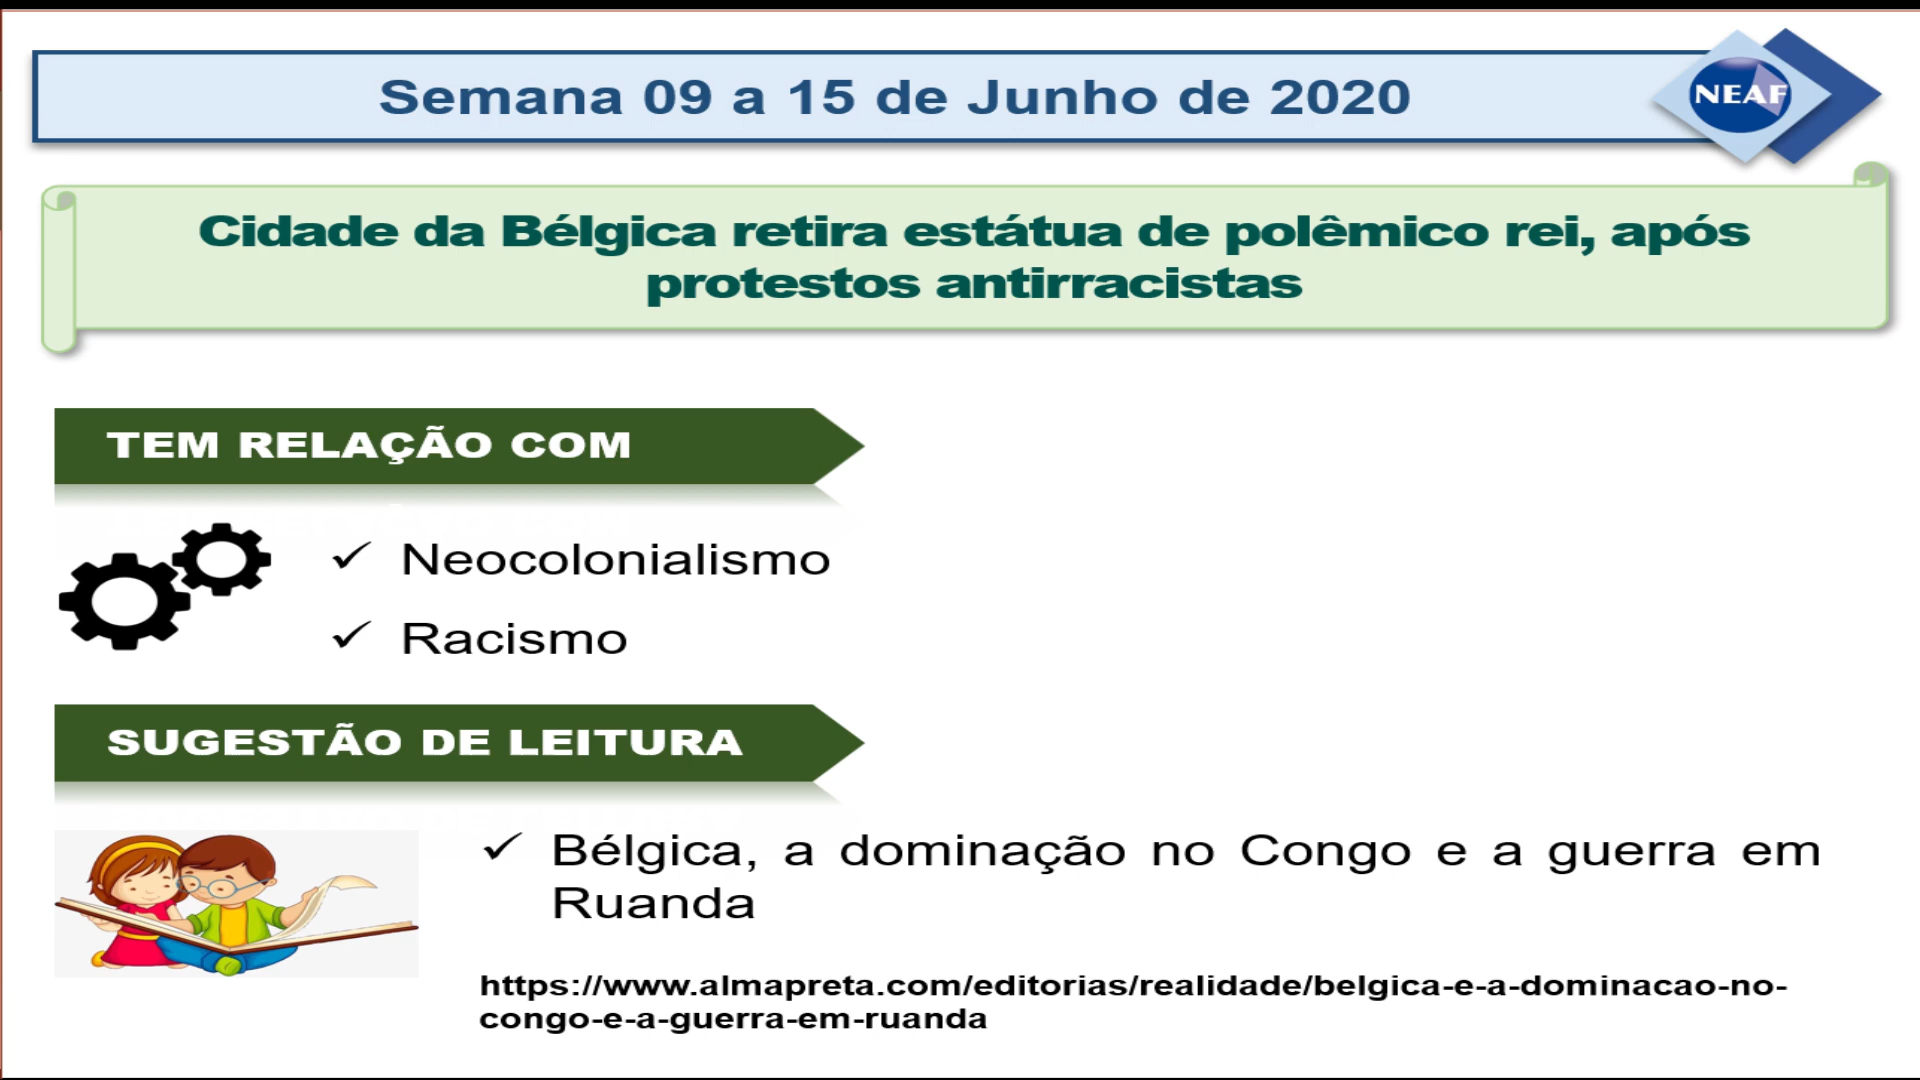 Semana 09 a 15 de Junho de 2020
NEAF
Cidade da Bélgica retira estátua de polêmico rei, após
protestos antirracistas
TEM RELAÇÃO COM
✓ Neocolonialismo
✓ Racismo
SUGESTÃO DE LEITURA
✓ Bélgica, a dominação no Congo e a guerra em
Ruanda
https://www.almapreta.com/editorias/realidade/belgica-e-a-dominacao-no-
congo-e-a-guerra-em-ruanda